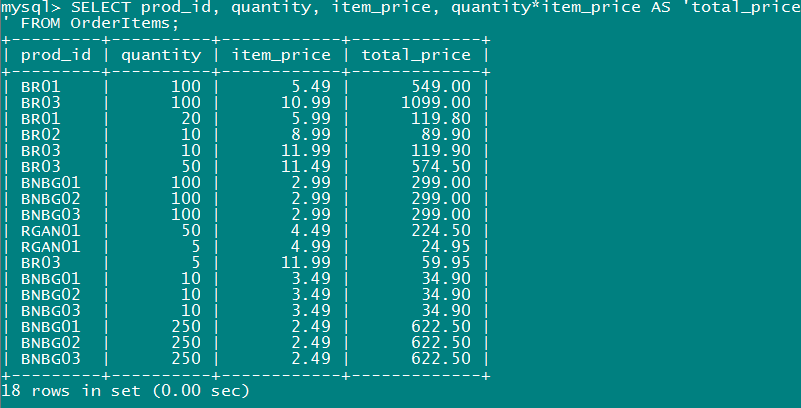 mysql> SELECT prod_id, quantity, item_price, quantity*item_price AS 'total_price
' FROM OrderItems;
+---------+----------+------------+-------------+
| prod_id | quantity | item_price | total_price |
+---------+----------+------------+-------------+
| BR01    |      100 |       5.49 |      549.00 |
| BR03    |      100 |      10.99 |     1099.00 |
| BR01    |       20 |       5.99 |      119.80 |
| BR02    |       10 |       8.99 |       89.90 |
| BR03    |       10 |      11.99 |      119.90 |
| BR03    |       50 |      11.49 |      574.50 |
| BNBG01  |      100 |       2.99 |      299.00 |
| BNBG02  |      100 |       2.99 |      299.00 |
| BNBG03  |      100 |       2.99 |      299.00 |
| RGAN01  |       50 |       4.49 |      224.50 |
| RGAN01  |        5 |       4.99 |       24.95 |
| BR03    |        5 |      11.99 |       59.95 |
| BNBG01  |       10 |       3.49 |       34.90 |
| BNBG02  |       10 |       3.49 |       34.90 |
| BNBG03  |       10 |       3.49 |       34.90 |
| BNBG01  |      250 |       2.49 |      622.50 |
| BNBG02  |      250 |       2.49 |      622.50 |
| BNBG03  |      250 |       2.49 |      622.50 |
+---------+----------+------------+-------------+
18 rows in set (0.00 sec)